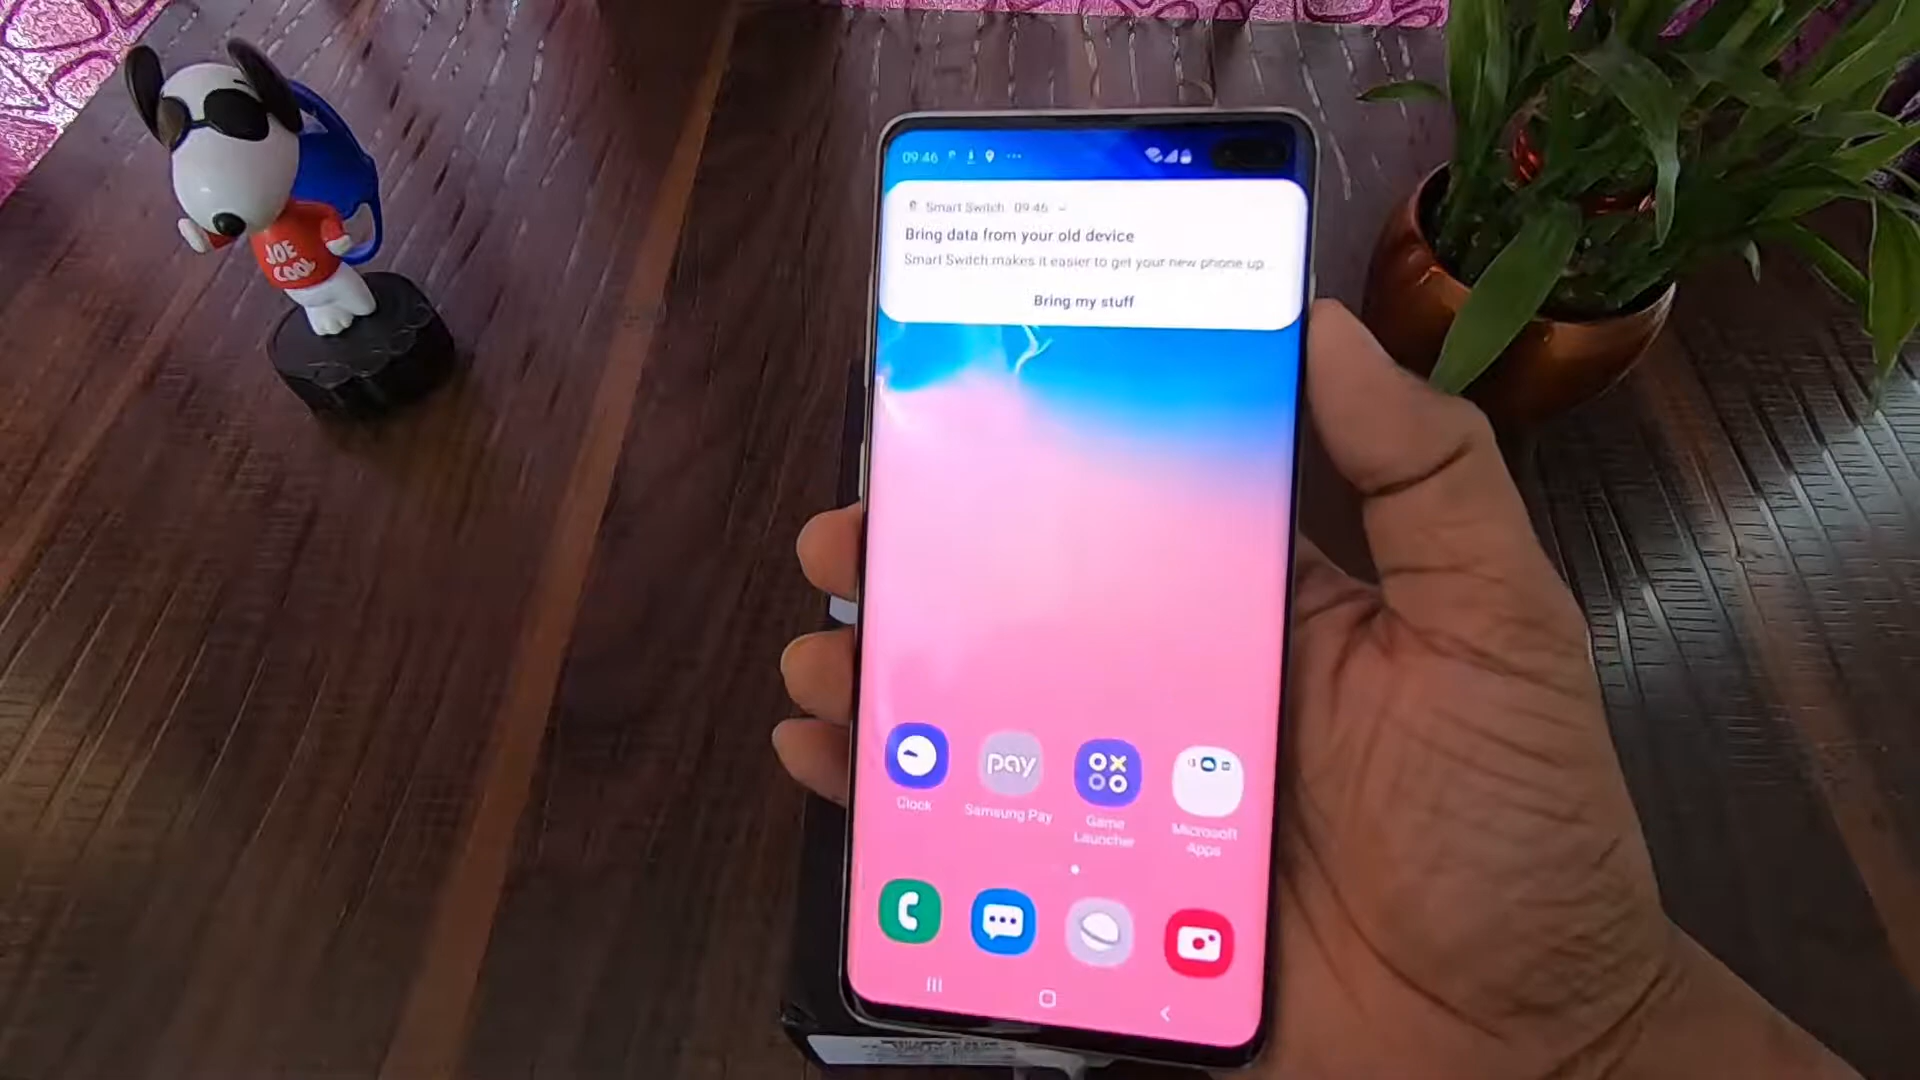 JOE
COOL
09:46
Smart Switch 09:46
Bring data from your old device
Smart Switch makes it easier to get your new phone up...
Bring my stuff
Clock
pay
Samsung Pay
Game
Launcher
Microsoft
Apps